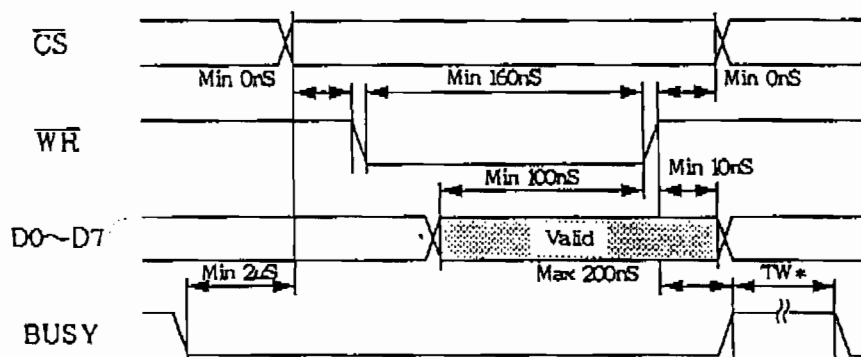 CS
Min 0nS Min 160nS Min 0nS
WR
Min 100nS Min 10nS
D0~D7 Valid
Min 2uS Max 200nS TW*
BUSY